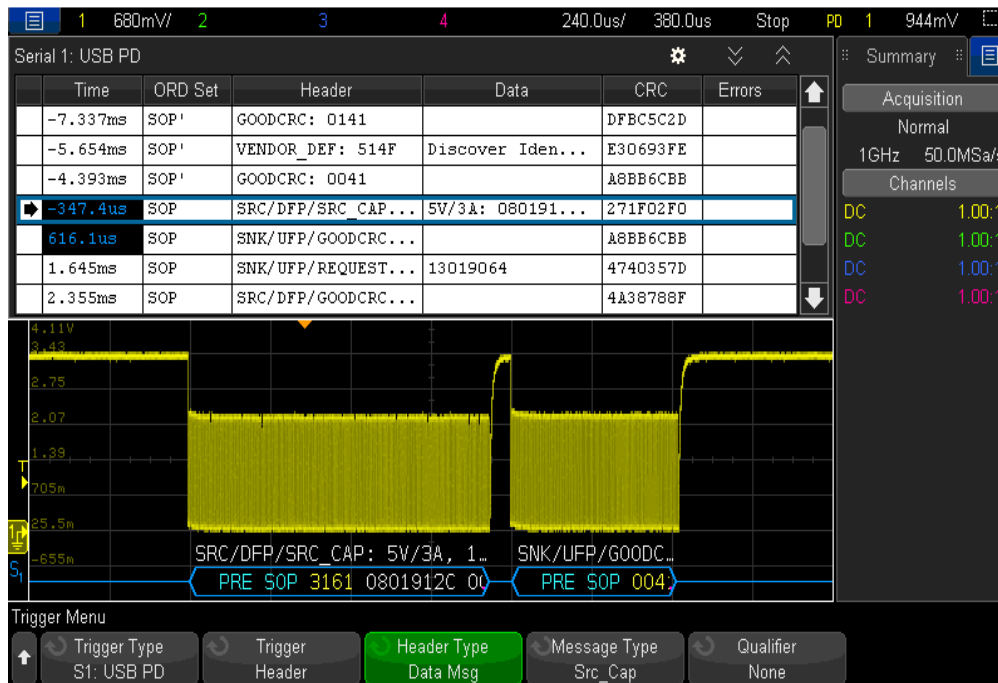 1 680mV/ 2 3 4 240.0us/ 380.0us Stop PD 1 944mV
Serial 1: USB PD
Summary
Time ORD Set Header Data CRC Errors
-7.337ms SOP' GOODCRC: 0141 DFBC5C2D
-5.654ms SOP' VENDOR_DEF: 514F Discover Iden... E30693FE
-4.393ms SOP' GOODCRC: 0041 A8BB6CBB
-347.4us SOP SRC/DFP/SRC_CAP... 5V/3A: 080191... 271F02F0
616.1us SOP SNK/UFP/GOODCRC... A8BB6CBB
1.645ms SOP SNK/UFP/REQUEST... 13019064 4740357D
2.355ms SOP SRC/DFP/GOODCRC... 4A38788F
Acquisition
Normal
1GHz 50.0MSa/s
Channels
DC 1.00:1
DC 1.00:1
DC 1.00:1
DC 1.00:1
4.11V
3.43
2.75
2.07
1.39
T
705m
1
25.5m
-655m
S1
SRC/DFP/SRC_CAP: 5V/3A, 1… SNK/UFP/GOODC…
PRE SOP 3161 0801912C 00 PRE SOP 004
Trigger Menu
Trigger Type
S1: USB PD
Trigger
Header
Header Type
Data Msg
Message Type
Src_Cap
Qualifier
None